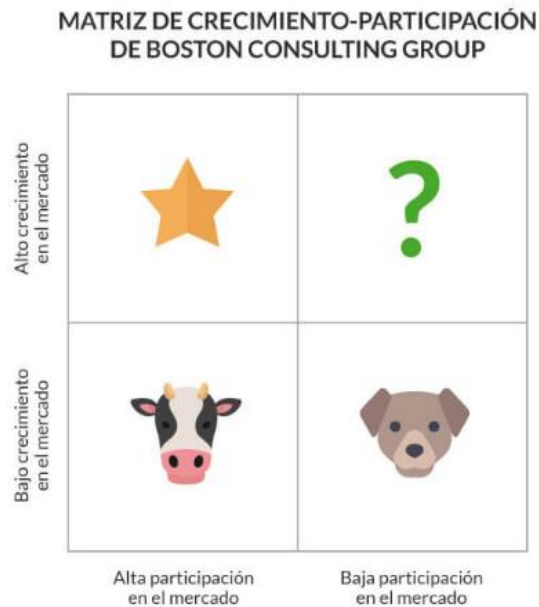 MATRIZ DE CRECIMIENTO-PARTICIPACIÓN
DE BOSTON CONSULTING GROUP
Alto crecimiento
en el mercado
?
Bajo crecimiento
en el mercado
Alta participación
en el mercado
Baja participación
en el mercado